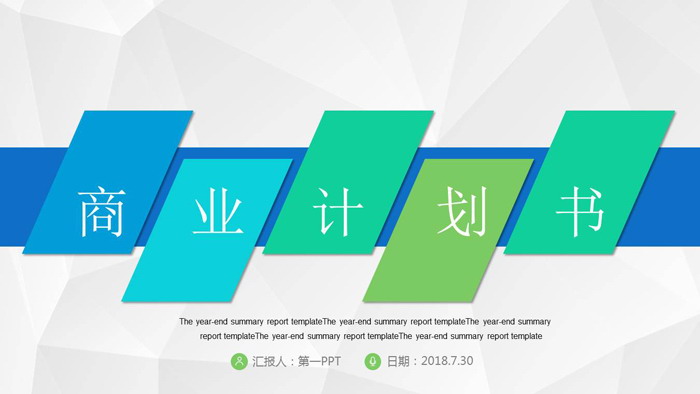 商业计划书
The year-end summary report templateThe year-end summary report templateThe year-end summary
report templateThe year-end summary report templateThe year-end summary report template
汇报人：第一PPT 日期：2018.7.30